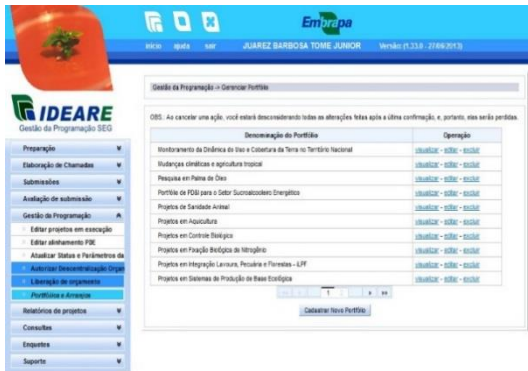 Embrapa
início ajuda sair JUAREZ BARBOSA TOME JUNIOR Versão: (1.33.0 - 27/09/2013)
IDEARE
Gestão da Programação SEG
Gestão da Programação -> Gerenciar Portfólio
OBS.: Ao cancelar uma ação, você estará desconsiderando todas as alterações feitas após a última confirmação, e, portanto, elas serão perdidas.
Preparação
Elaboração de Chamadas
Submissões
Avaliação de submissão
Gestão da Programação
Editar projetos em execução
Editar alinhamento PDE
Atualizar Status e Parâmetros da
Autorizar Descentralização Orçam
Liberação de orçamento
Portfólios e Arranjos
Relatórios de projetos
Consultas
Enquetes
Suporte
Denominação do Portfólio Operação
Monitoramento da Dinâmica do Uso e Cobertura da Terra no Território Nacional visualizar - editar - excluir
Mudanças climáticas e agricultura tropical visualizar - editar - excluir
Pesquisa em Palma de Óleo visualizar - editar - excluir
Portfólio de PD&I para o Setor Sucroalcooleiro Energético visualizar - editar - excluir
Projetos de Sanidade Animal visualizar - editar - excluir
Projetos em Aquicultura visualizar - editar - excluir
Projetos em Controle Biológico visualizar - editar - excluir
Projetos em Fixação Biológica de Nitrogênio visualizar - editar - excluir
Projetos em Integração Lavoura, Pecuária e Florestas - ILPF visualizar - editar - excluir
Projetos em Sistemas de Produção de Base Ecológica visualizar - editar - excluir
1 2
Cadastrar Novo Portfólio